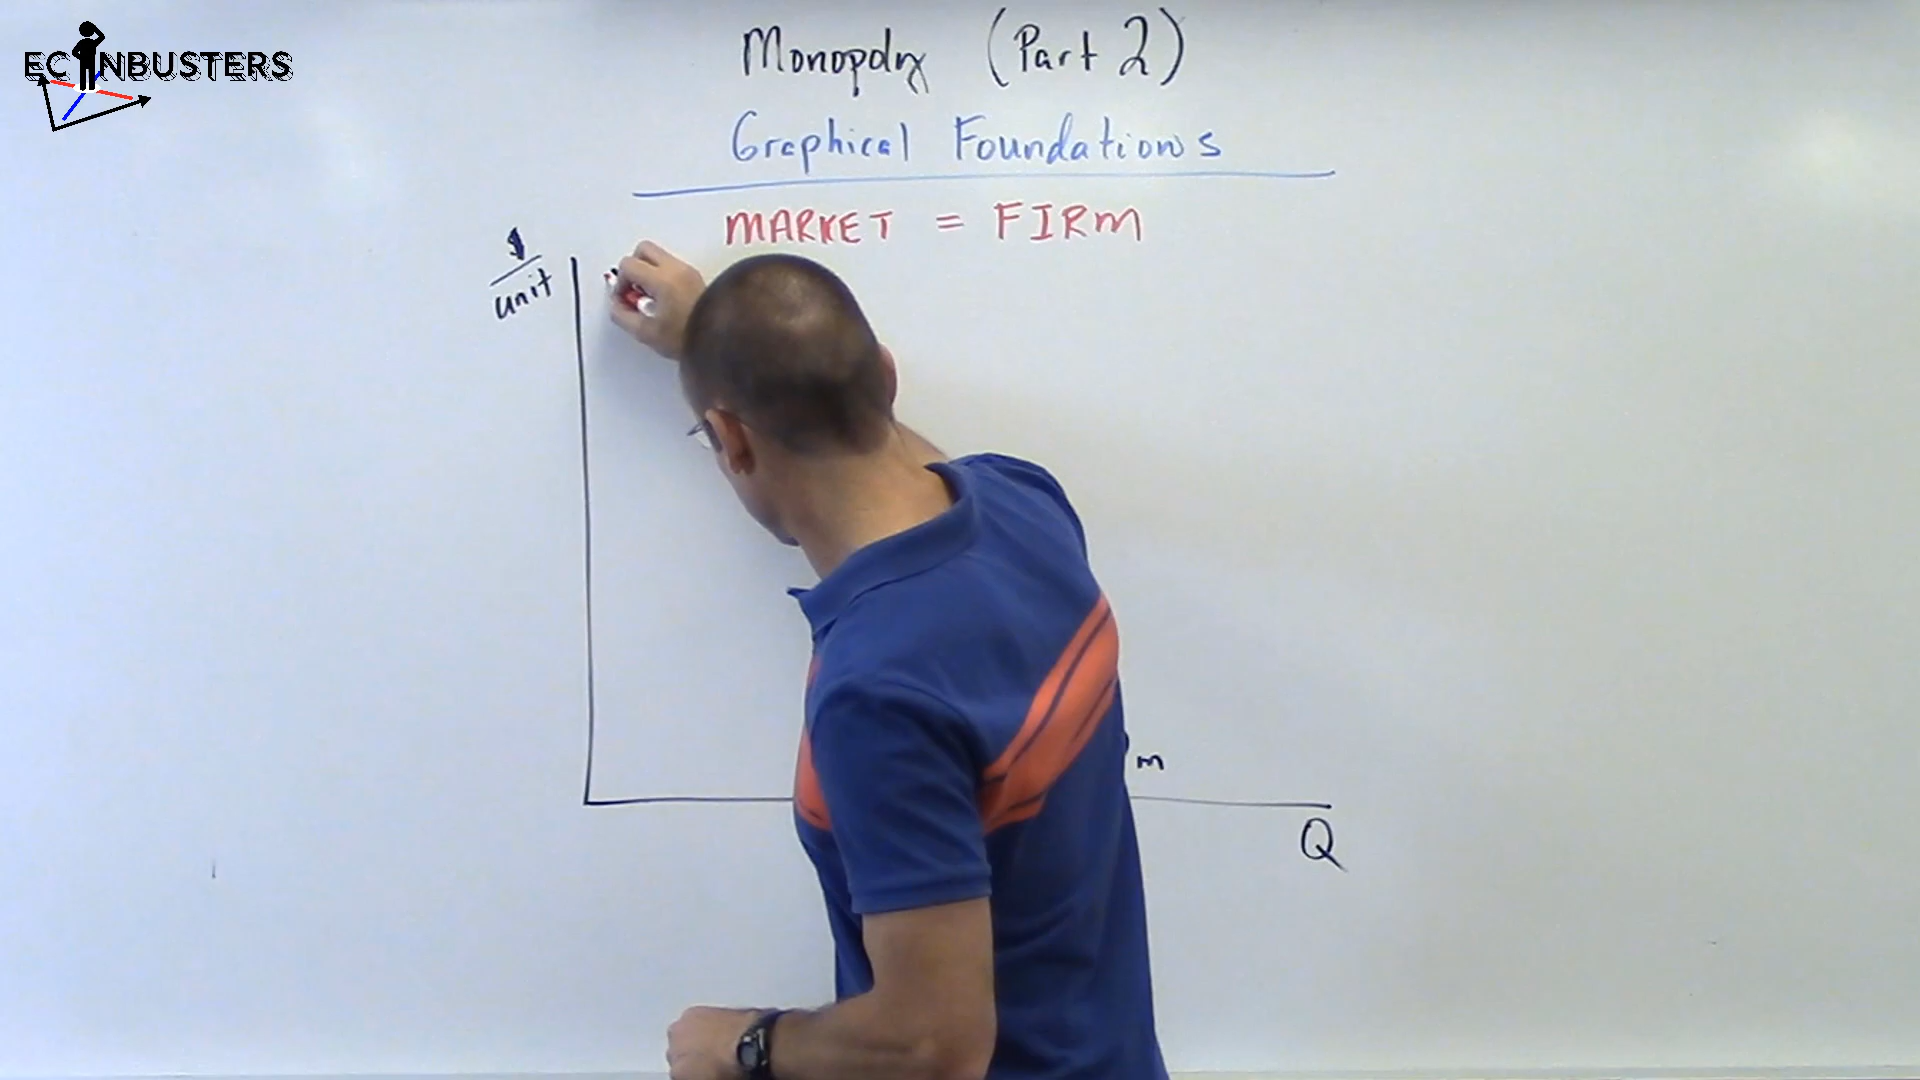 ECONBUSTERS
Monopoly (Part 2)
Graphical Foundations
MARKET = FIRM
$
unit
m
Q